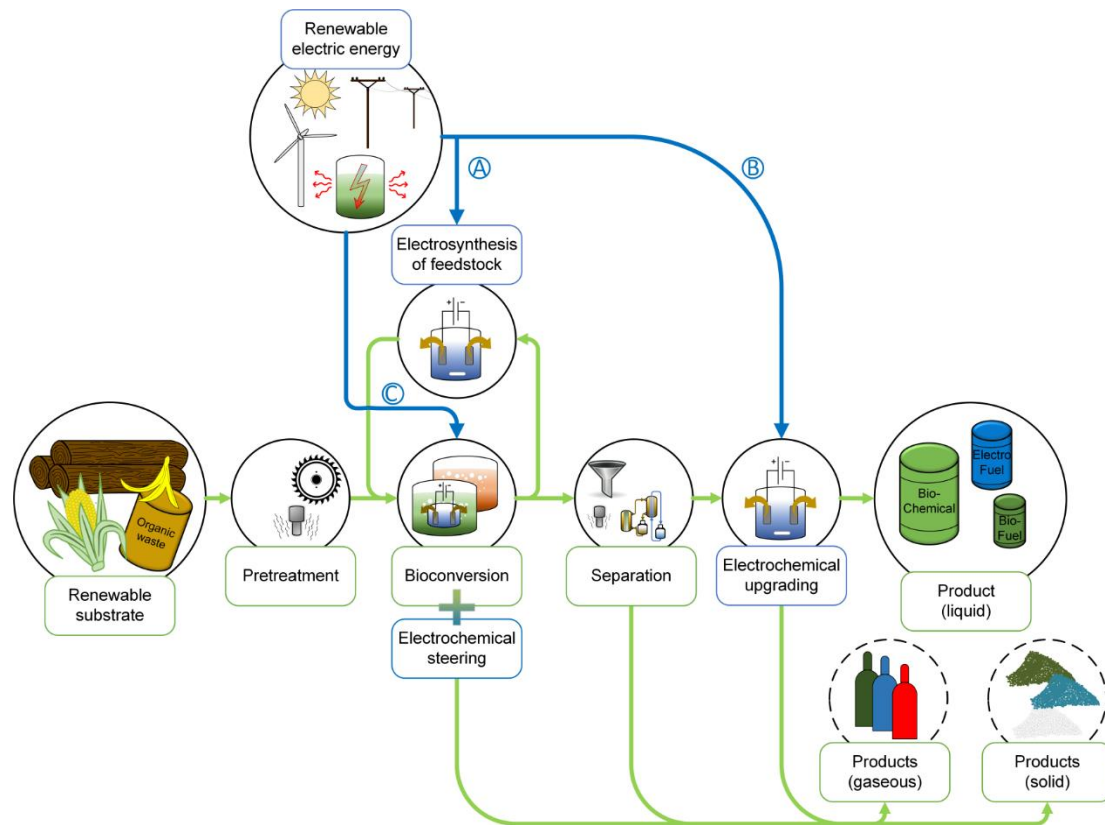 Renewable
electric energy
Ⓐ
Ⓑ
Electrosynthesis
of feedstock
+ −
Ⓒ
Organic
waste
+ −
+ −
Bio-
Chemical
Electro
Fuel
Bio-
Fuel
Renewable
substrate
Pretreatment
Bioconversion
Separation
Electrochemical
upgrading
Product
(liquid)
+
Electrochemical
steering
Products
(gaseous)
Products
(solid)